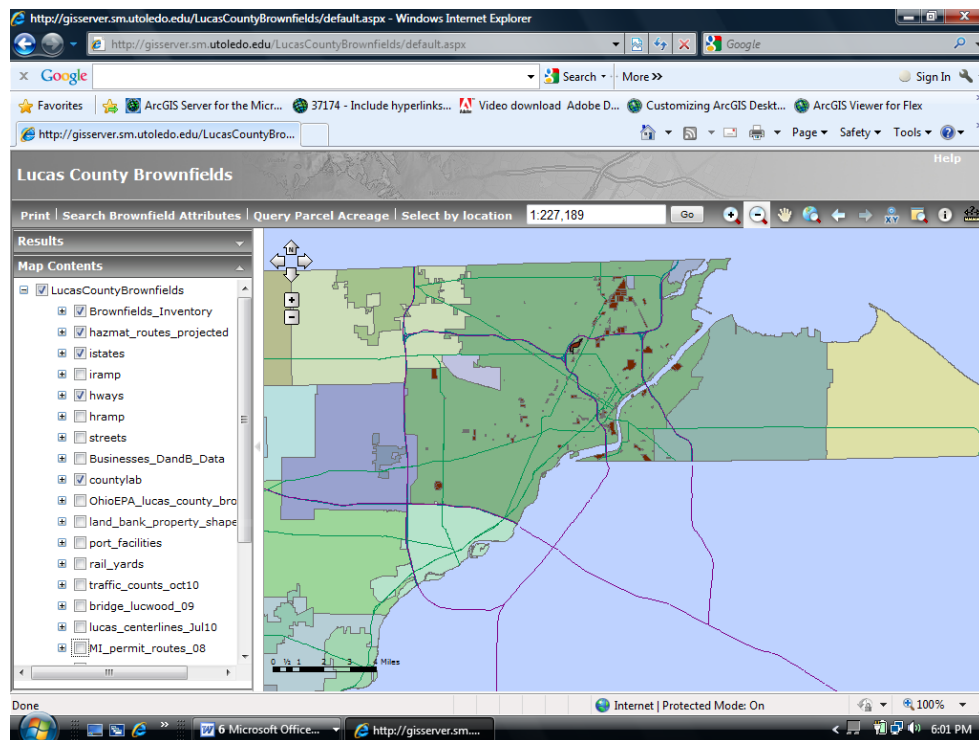 http://gisserver.sm.utoledo.edu/LucasCountyBrownfields/default.aspx - Windows Internet Explorer
http://gisserver.sm.utoledo.edu/LucasCountyBrownfields/default.aspx
Google
x Google Search More >> Sign In
Favorites ArcGIS Server for the Micr... 37174 - Include hyperlinks... Video download Adobe D... Customizing ArcGIS Deskt... ArcGIS Viewer for Flex
http://gisserver.sm.utoledo.edu/LucasCountyBro... Page Safety Tools
Help
Lucas County Brownfields
Print | Search Brownfield Attributes | Query Parcel Acreage | Select by location 1:227,189 Go XY
Results
Map Contents
N
LucasCountyBrownfields
Brownfields_Inventory
hazmat_routes_projected
istates
iramp
hways
hramp
streets
Businesses_DandB_Data
countylab
OhioEPA_lucas_county_bro
land_bank_property_shape
port_facilities
rail_yards
traffic_counts_oct10
bridge_lucwood_09
lucas_centerlines_Jul10
MI_permit_routes_08
0 ½ 1 2 3 4 Miles
Done Internet | Protected Mode: On 100%
6 Microsoft Office... http://gisserver.sm.... 6:01 PM